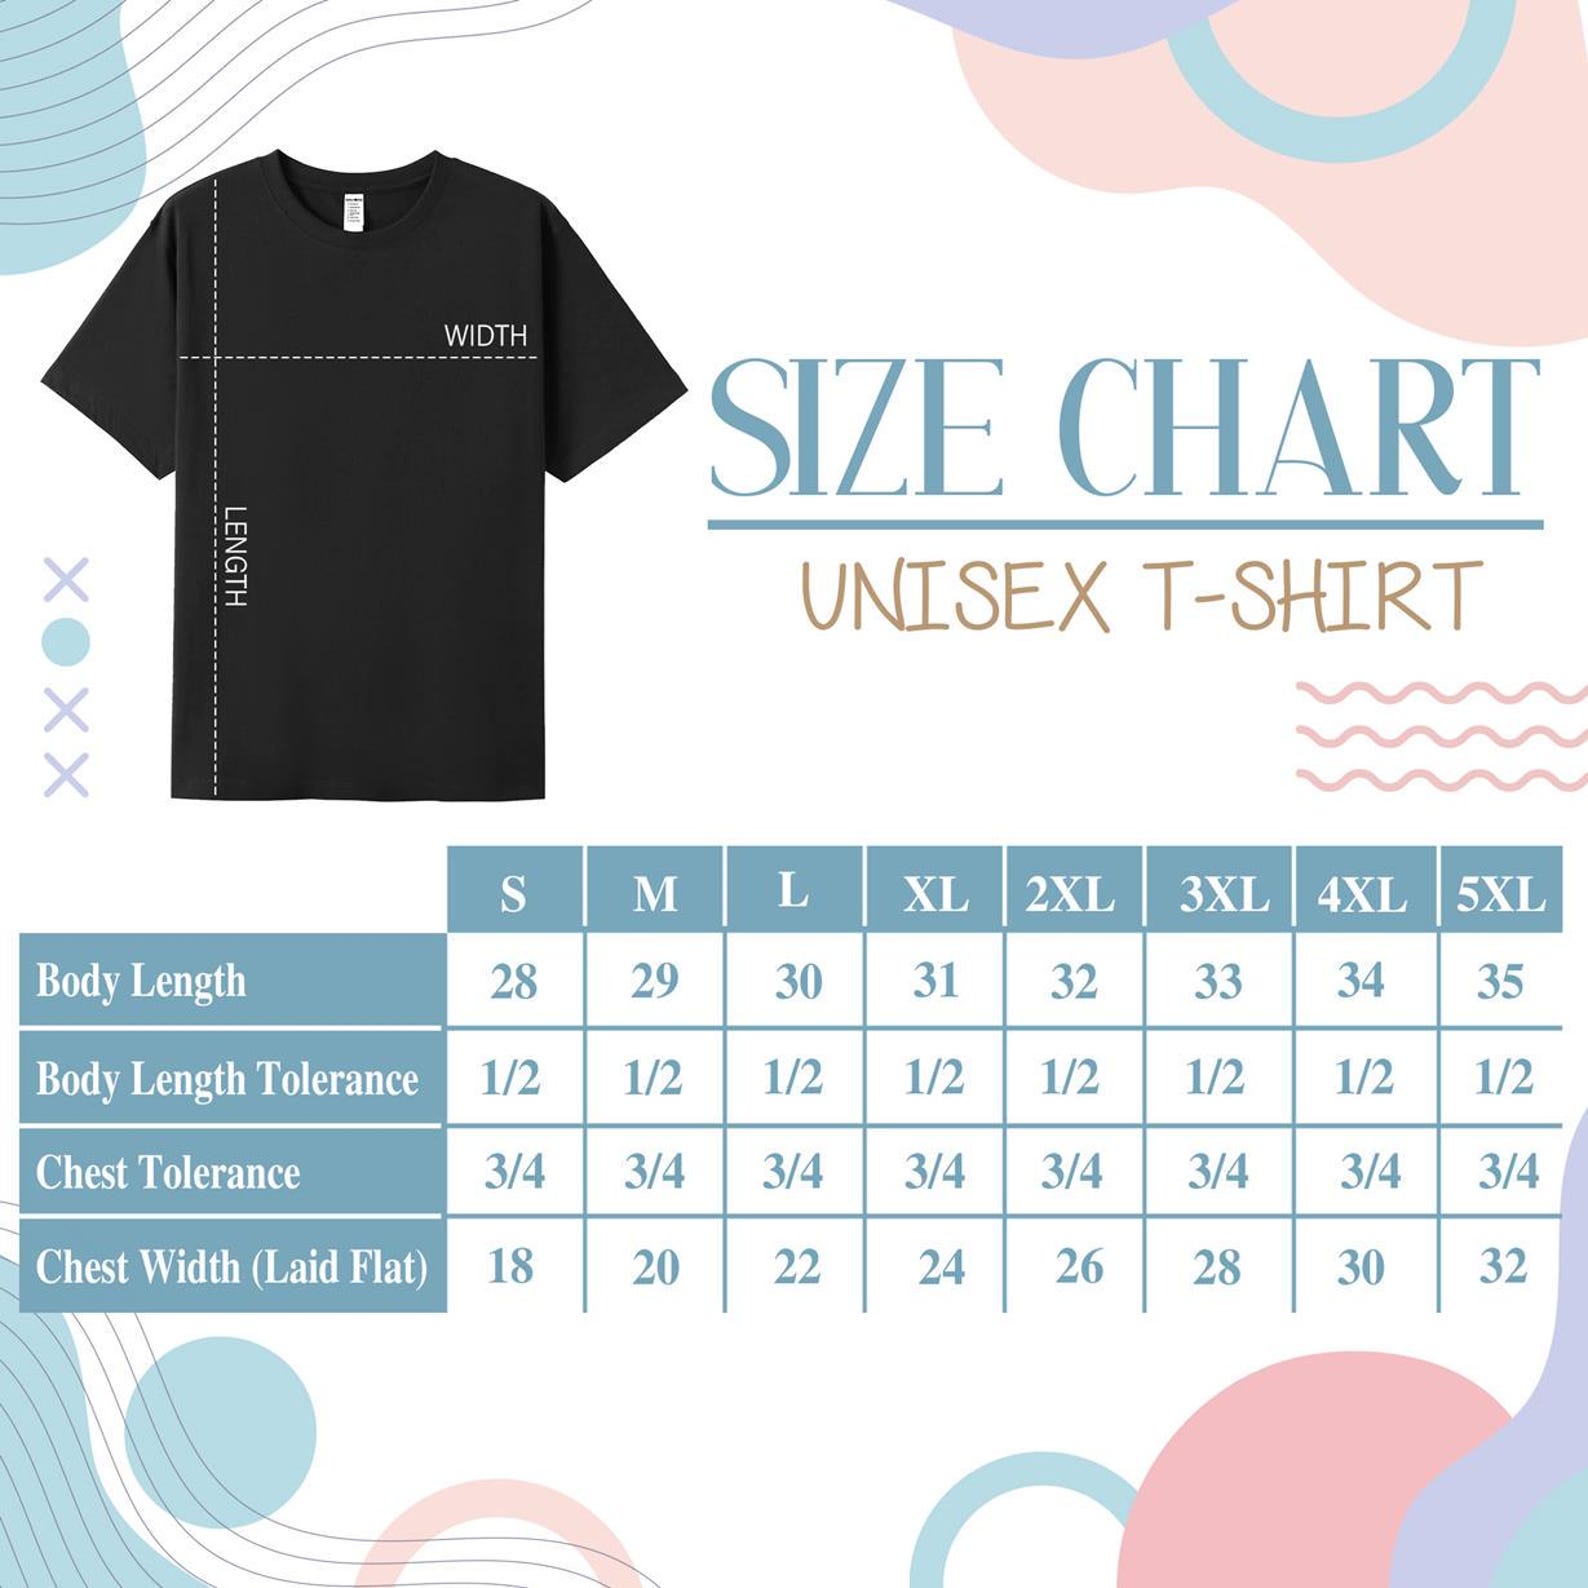 WIDTH
LENGTH
SIZE CHART
UNISEX T-SHIRT
S M L XL 2XL 3XL 4XL 5XL
Body Length 28 29 30 31 32 33 34 35
Body Length Tolerance 1/2 1/2 1/2 1/2 1/2 1/2 1/2 1/2
Chest Tolerance 3/4 3/4 3/4 3/4 3/4 3/4 3/4 3/4
Chest Width (Laid Flat) 18 20 22 24 26 28 30 32